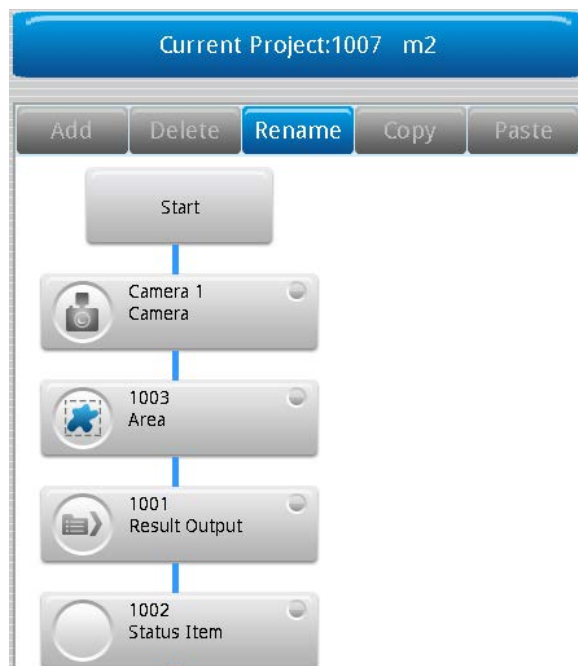 Current Project:1007 m2
Add Delete Rename Copy Paste
Start
Camera 1
Camera
1003
Area
1001
Result Output
1002
Status Item